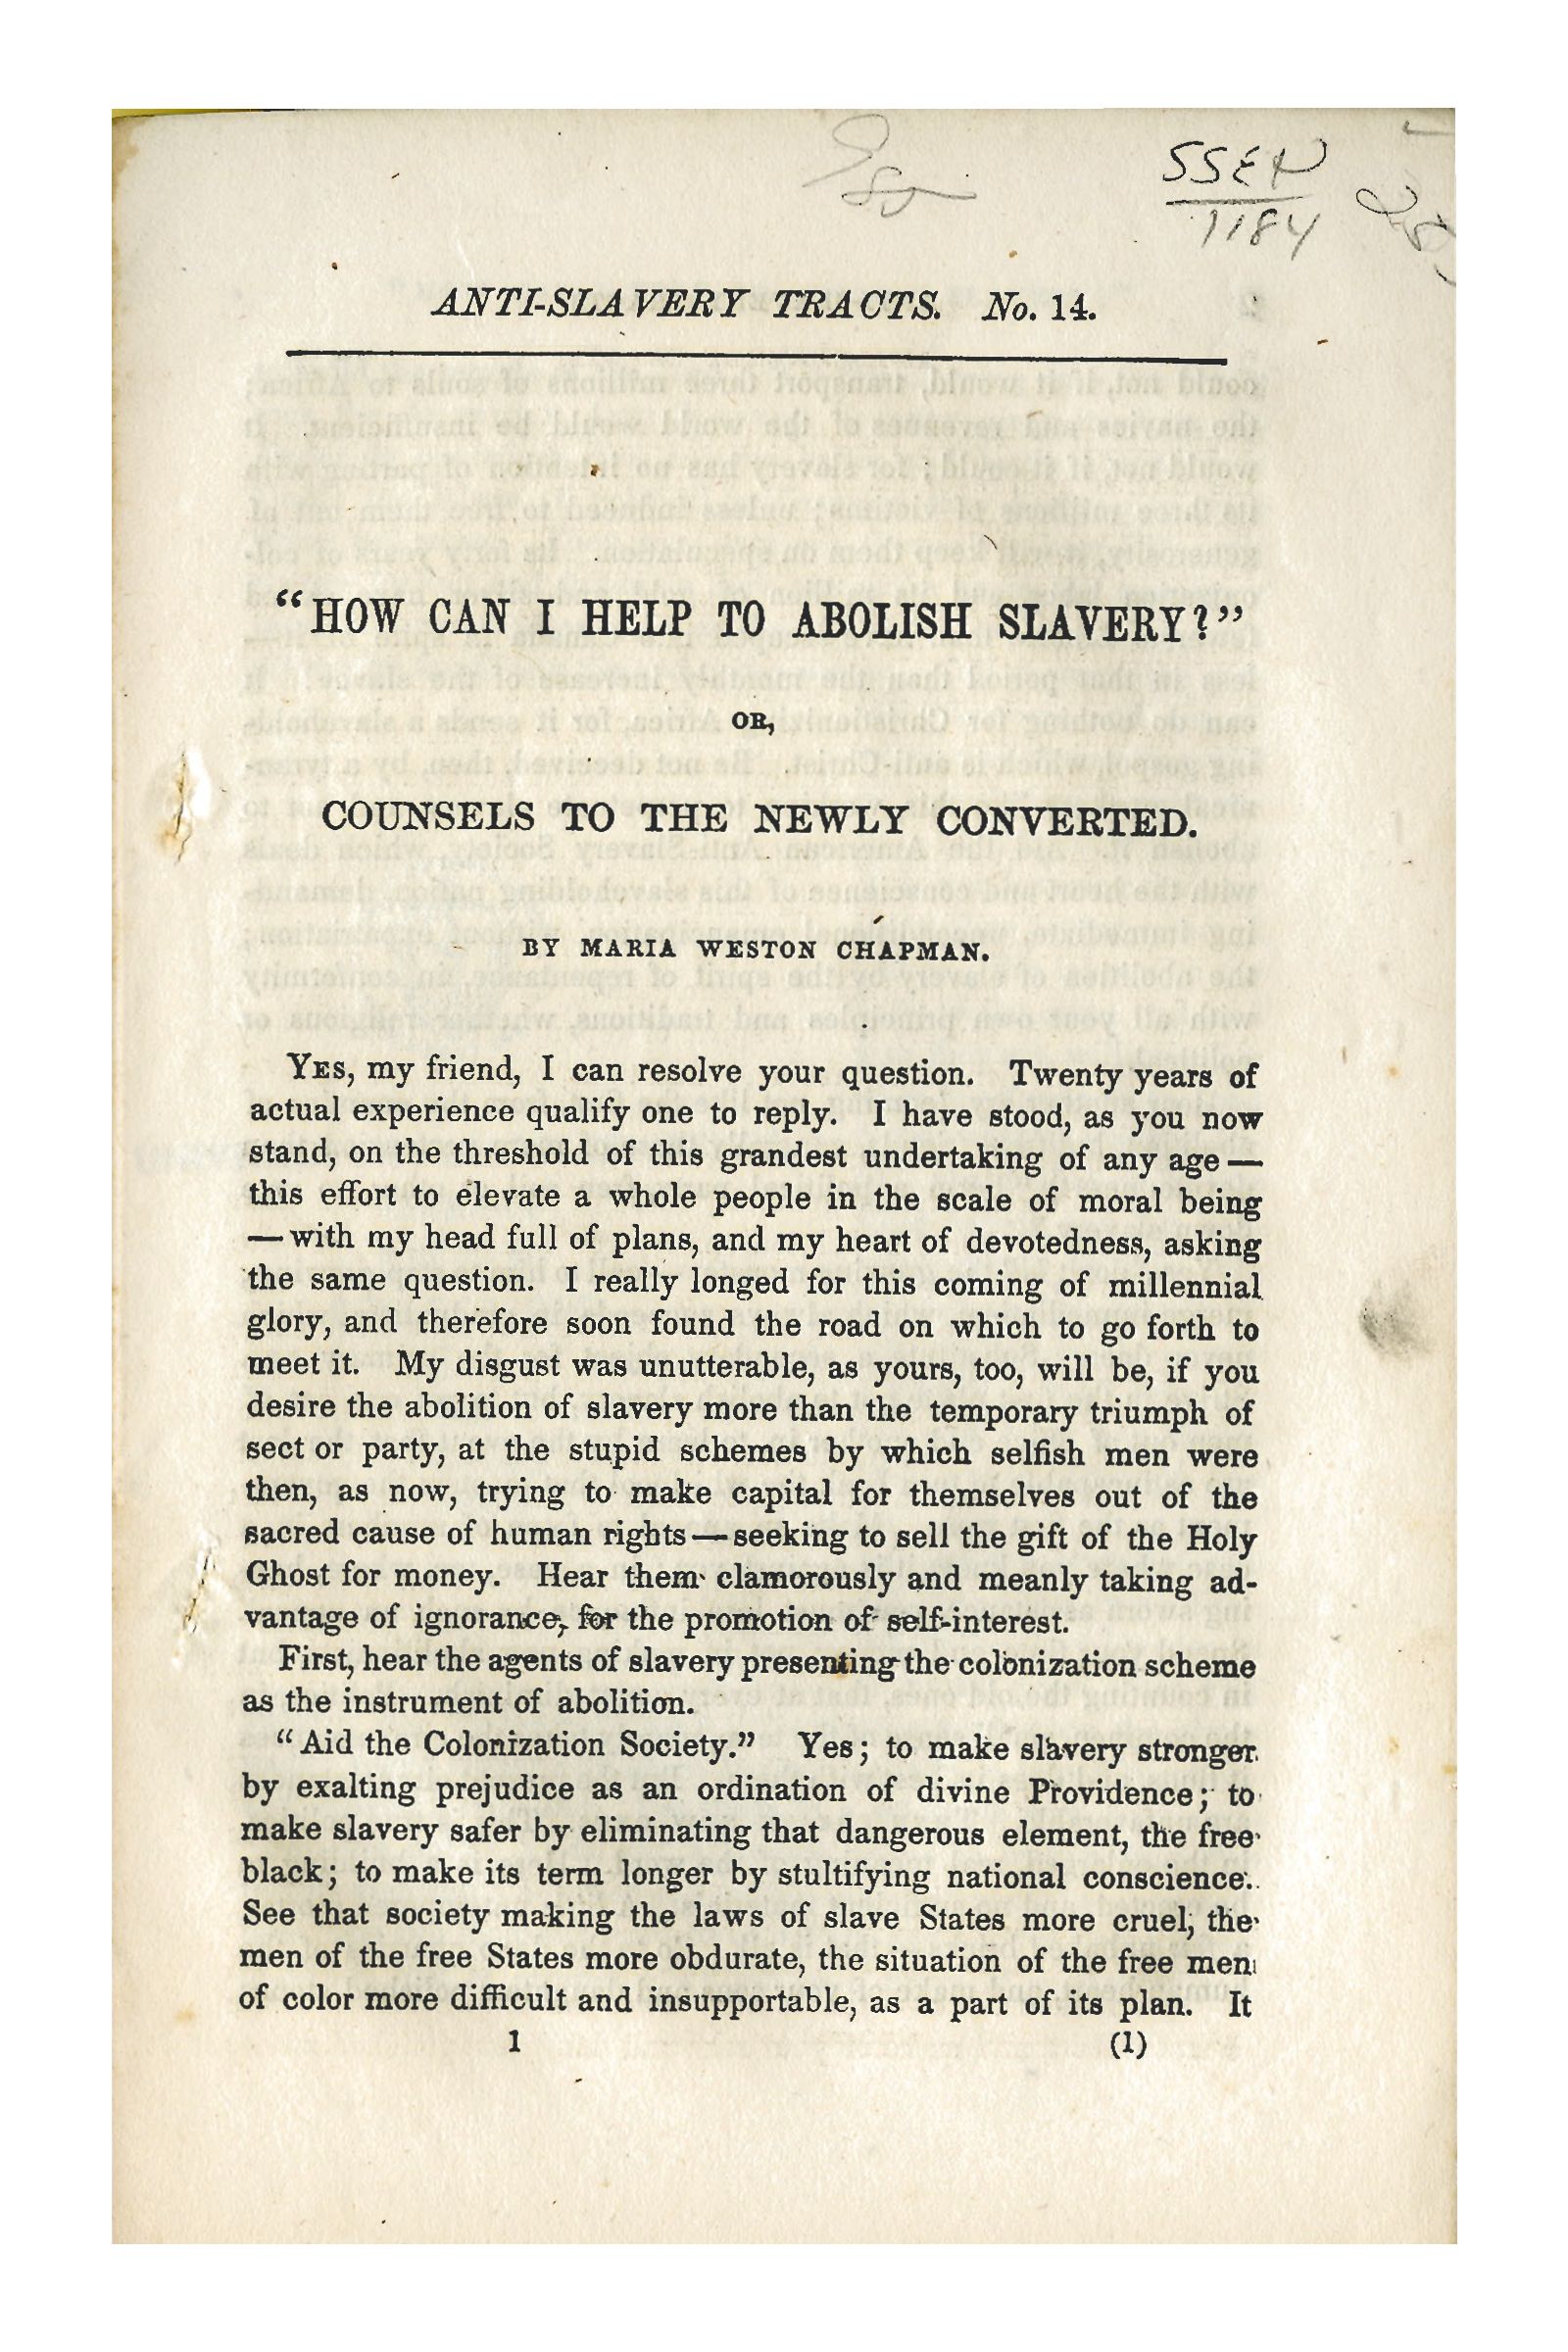 SSEN
1184
ANTI-SLAVERY TRACTS. No. 14.
“HOW CAN I HELP TO ABOLISH SLAVERY?”
OR,
COUNSELS TO THE NEWLY CONVERTED.
BY MARIA WESTON CHAPMAN.
YES, my friend, I can resolve your question. Twenty years of
actual experience qualify one to reply. I have stood, as you now
stand, on the threshold of this grandest undertaking of any age —
this effort to elevate a whole people in the scale of moral being
— with my head full of plans, and my heart of devotedness, asking
the same question. I really longed for this coming of millennial
glory, and therefore soon found the road on which to go forth to
meet it. My disgust was unutterable, as yours, too, will be, if you
desire the abolition of slavery more than the temporary triumph of
sect or party, at the stupid schemes by which selfish men were
then, as now, trying to make capital for themselves out of the
sacred cause of human rights — seeking to sell the gift of the Holy
Ghost for money. Hear them clamorously and meanly taking ad-
vantage of ignorance, for the promotion of self-interest.
First, hear the agents of slavery presenting the colonization scheme
as the instrument of abolition.
“Aid the Colonization Society.” Yes; to make slavery stronger
by exalting prejudice as an ordination of divine Providence; to
make slavery safer by eliminating that dangerous element, the free
black; to make its term longer by stultifying national conscience.
See that society making the laws of slave States more cruel, the
men of the free States more obdurate, the situation of the free men
of color more difficult and insupportable, as a part of its plan. It
1 (1)